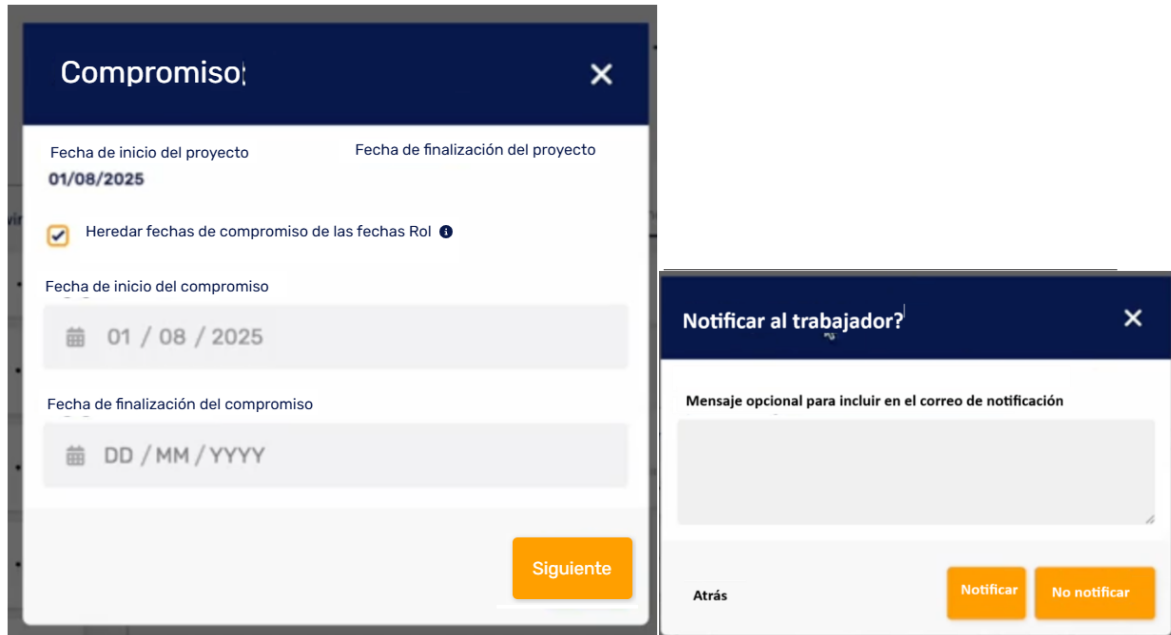 Compromiso:
Fecha de inicio del proyecto
Fecha de finalización del proyecto
01/08/2025
Heredar fechas de compromiso de las fechas Rol
Fecha de inicio del compromiso
01 / 08 / 2025
Fecha de finalización del compromiso
DD / MM / YYYY
Siguiente
Notificar al trabajador?
Mensaje opcional para incluir en el correo de notificación
Atrás
Notificar
No notificar